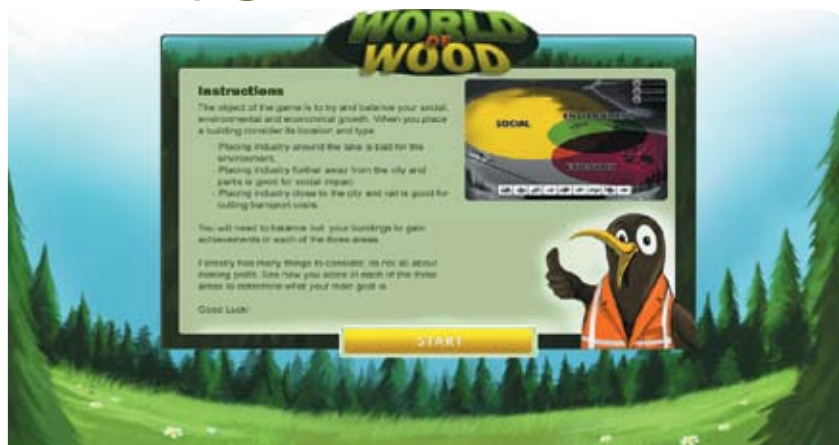 WORLD
OF
WOOD
Instructions
The object of the game is to try and balance your social,
environmental and economical growth. When you place
a building consider its location and type.
- Placing industry around the lake is bad for the
environment.
- Placing industry further away from the city and
parks is good for social impact.
- Placing industry close to the city and rail is good for
cutting transport costs.
You will need to balance out your buildings to gain
achievements in each of the three areas.
Forestry has many things to consider, its not all about
making profit. See how you score in each of the three
areas to determine what your main goal is.
Good Luck!
SOCIAL
START